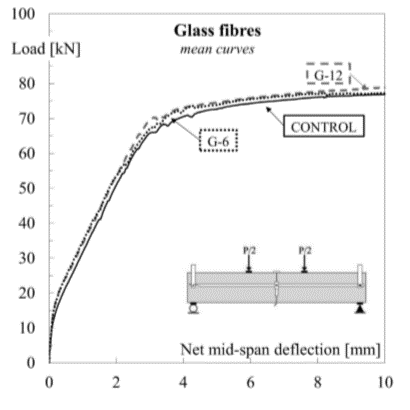 Glass fibres
mean curves
Load [kN]
100
90
80
70
60
50
40
30
20
10
0
G-12
CONTROL
G-6
P/2 P/2
Net mid-span deflection [mm]
0 2 4 6 8 10